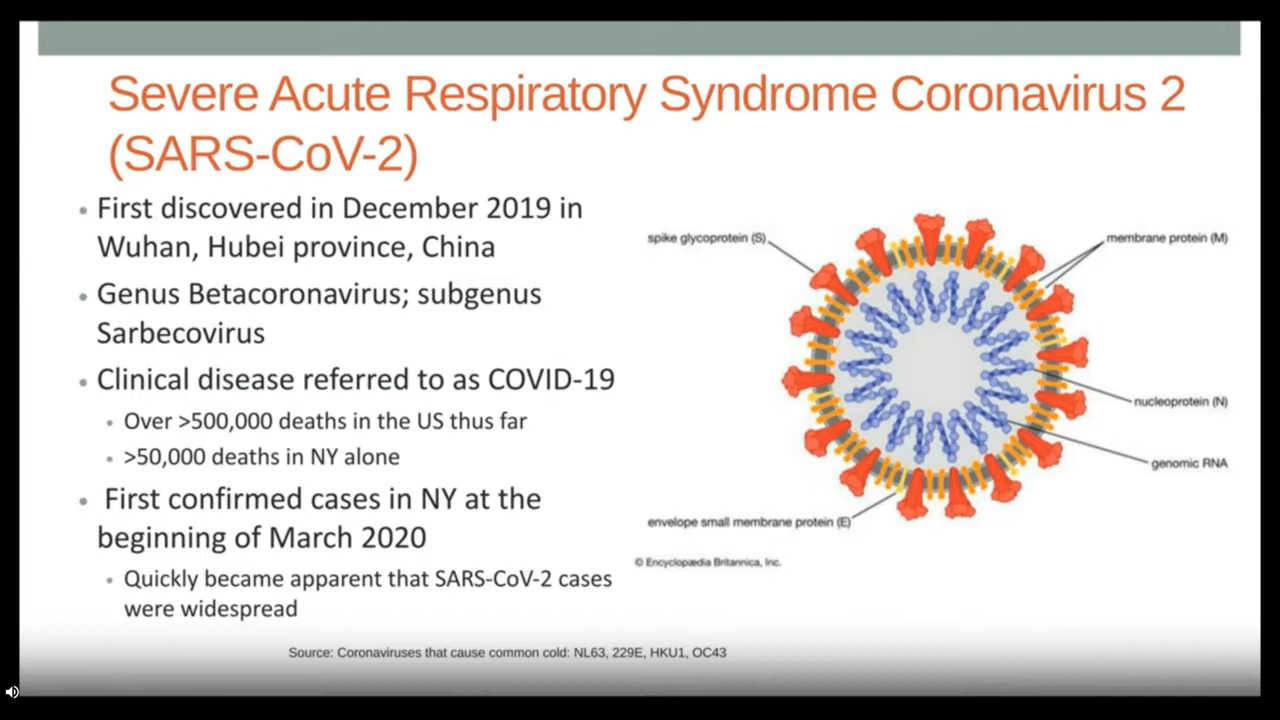 Severe Acute Respiratory Syndrome Coronavirus 2
(SARS-CoV-2)
• First discovered in December 2019 in
Wuhan, Hubei province, China
• Genus Betacoronavirus; subgenus
Sarbecovirus
• Clinical disease referred to as COVID-19
• Over >500,000 deaths in the US thus far
• >50,000 deaths in NY alone
• First confirmed cases in NY at the
beginning of March 2020
• Quickly became apparent that SARS-CoV-2 cases
were widespread
spike glycoprotein (S)
membrane protein (M)
nucleoprotein (N)
genomic RNA
envelope small membrane protein (E)
© Encyclopædia Britannica, Inc.
Source: Coronaviruses that cause common cold: NL63, 229E, HKU1, OC43